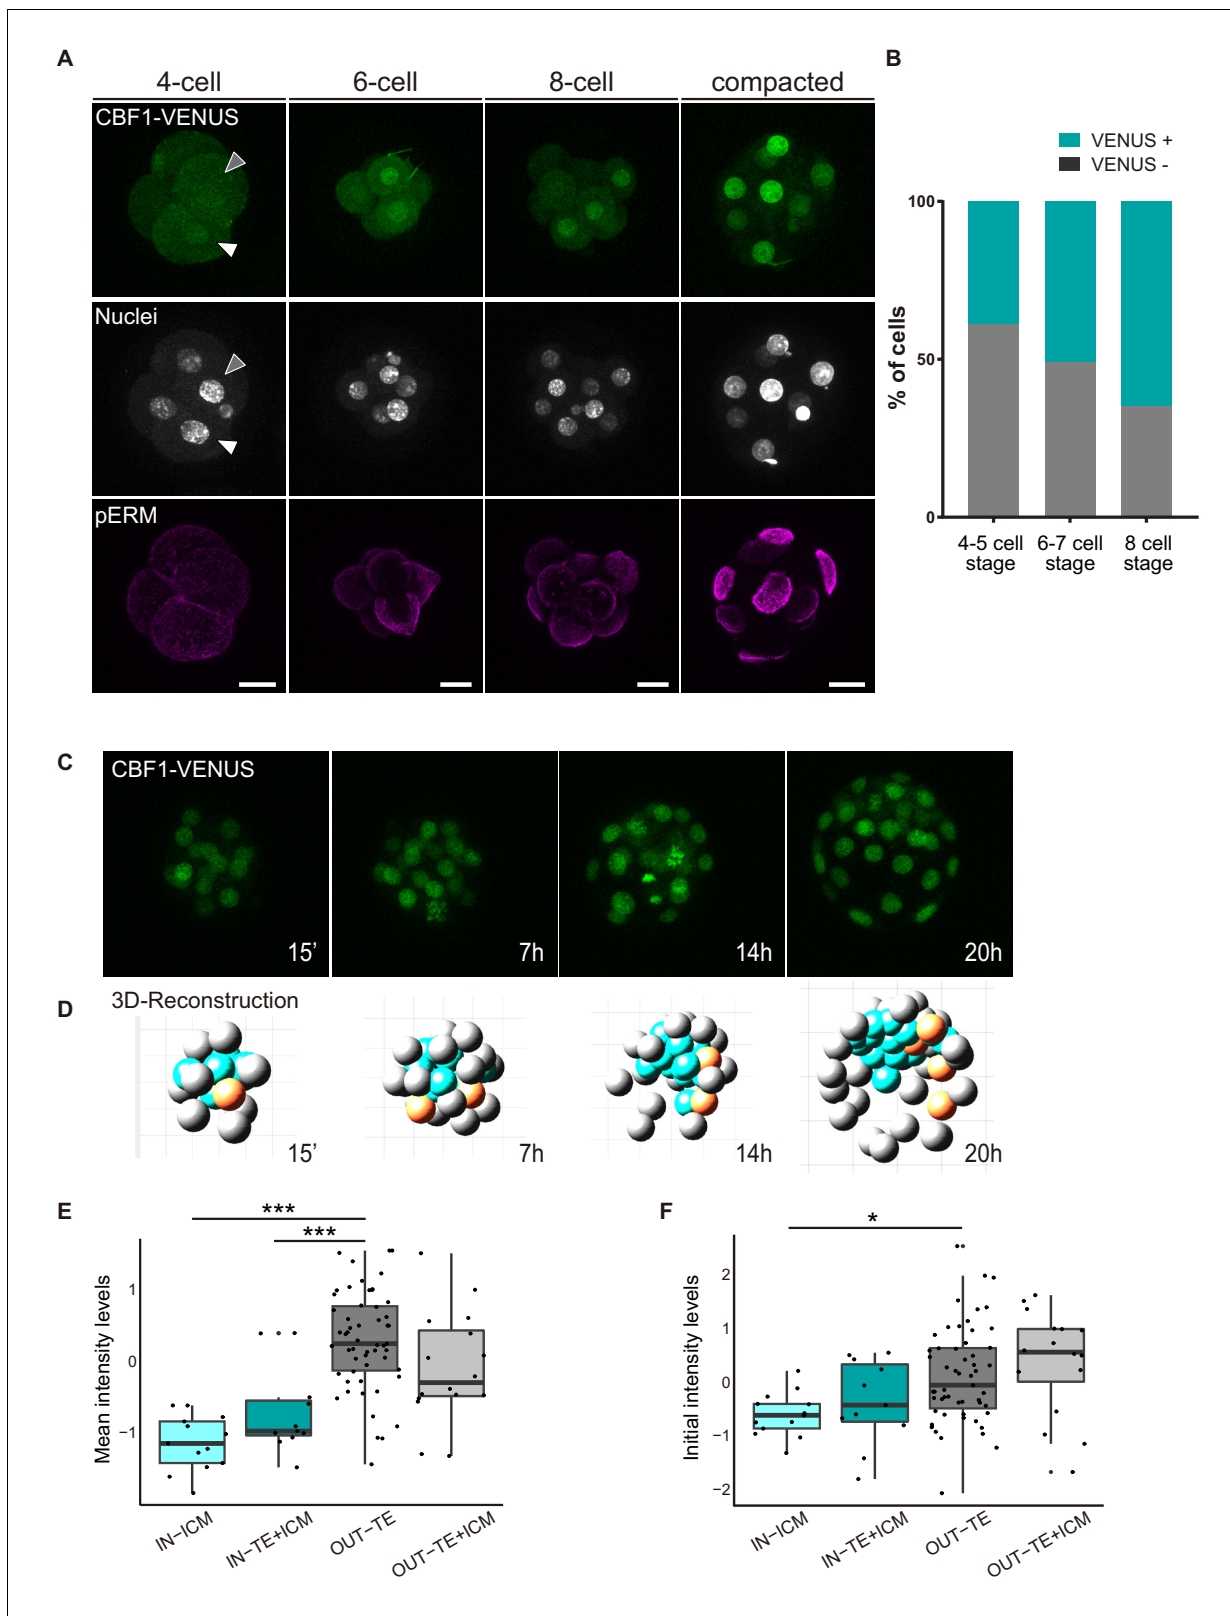 A
4-cell
6-cell
8-cell
compacted
CBF1-VENUS
Nuclei
pERM
B
VENUS +
VENUS -
100
50
0
% of cells
4-5 cell
stage
6-7 cell
stage
8 cell
stage
C
CBF1-VENUS
15’
7h
14h
20h
D
3D-Reconstruction
15’
7h
14h
20h
E
***
***
Mean intensity levels
1
0
−1
IN−ICM
IN−TE+ICM
OUT−TE
OUT−TE+ICM
F
*
Initial intensity levels
2
1
0
−1
−2
IN−ICM
IN−TE+ICM
OUT−TE
OUT−TE+ICM